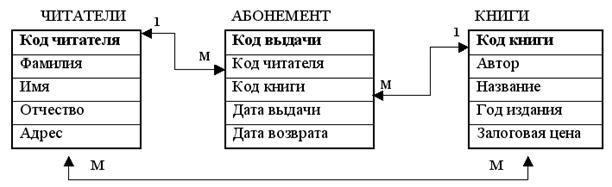 ЧИТАТЕЛИ
Код читателя
Фамилия
Имя
Отчество
Адрес
1
М
АБОНЕМЕНТ
Код выдачи
Код читателя
Код книги
Дата выдачи
Дата возврата
М
1
КНИГИ
Код книги
Автор
Название
Год издания
Залоговая цена
М
М